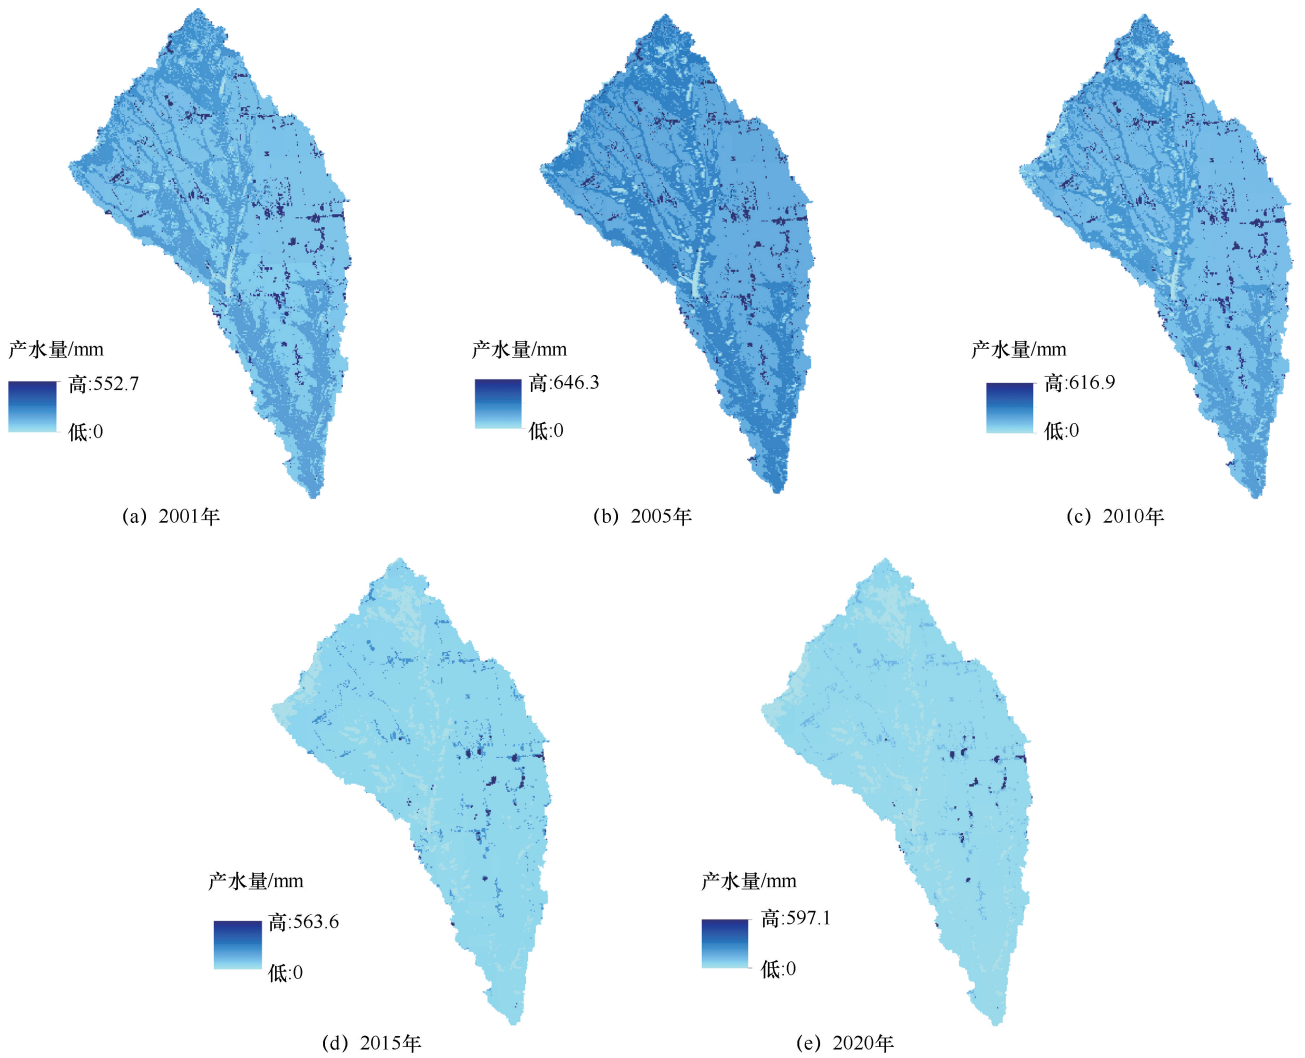 产水量/mm
高:552.7
低:0
(a) 2001年
产水量/mm
高:646.3
低:0
(b) 2005年
产水量/mm
高:616.9
低:0
(c) 2010年
产水量/mm
高:563.6
低:0
(d) 2015年
产水量/mm
高:597.1
低:0
(e) 2020年